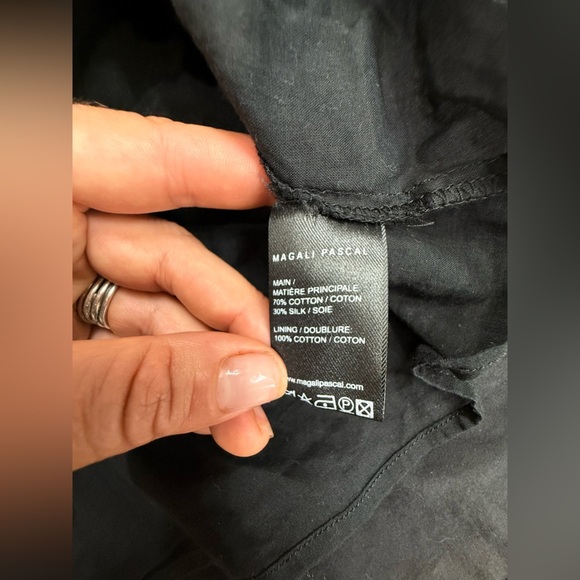 MAGALI PASCAL
MAIN /
MATIÈRE PRINCIPALE:
70% COTTON / COTON
30% SILK / SOIE
LINING / DOUBLURE:
100% COTTON / COTON
www.magalipascal.com